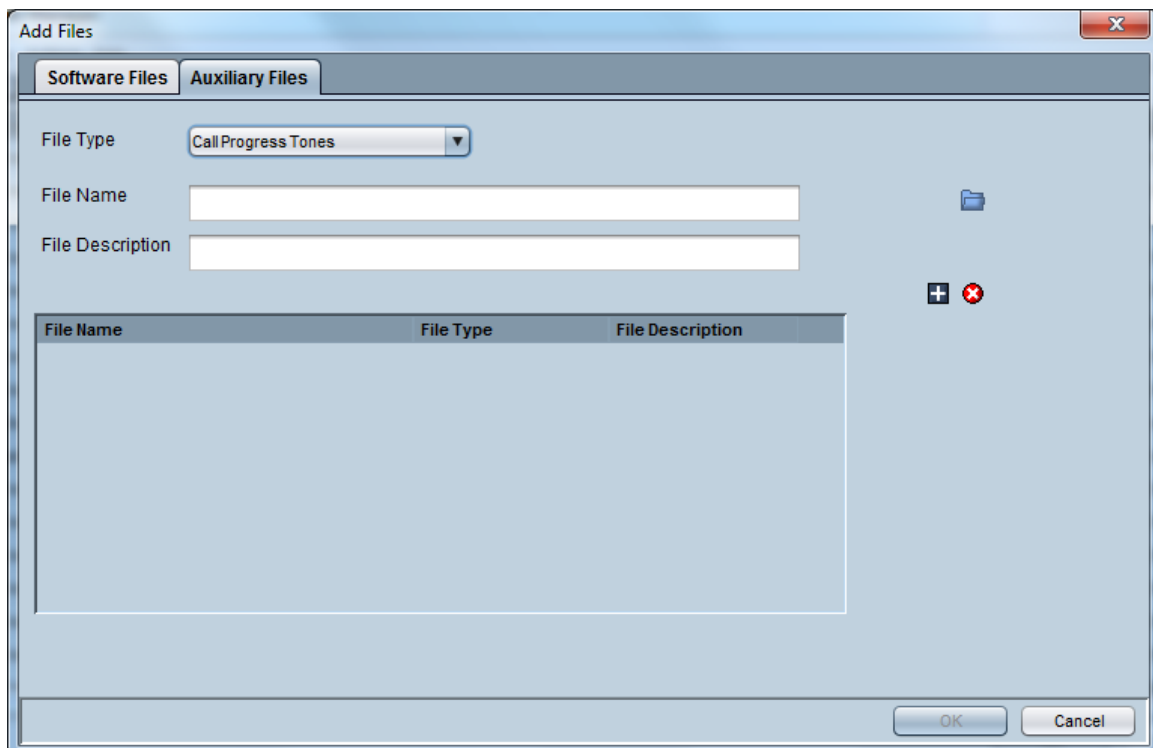 Add Files
Software Files Auxiliary Files
File Type Call Progress Tones
File Name
File Description
File Name File Type File Description
OK Cancel